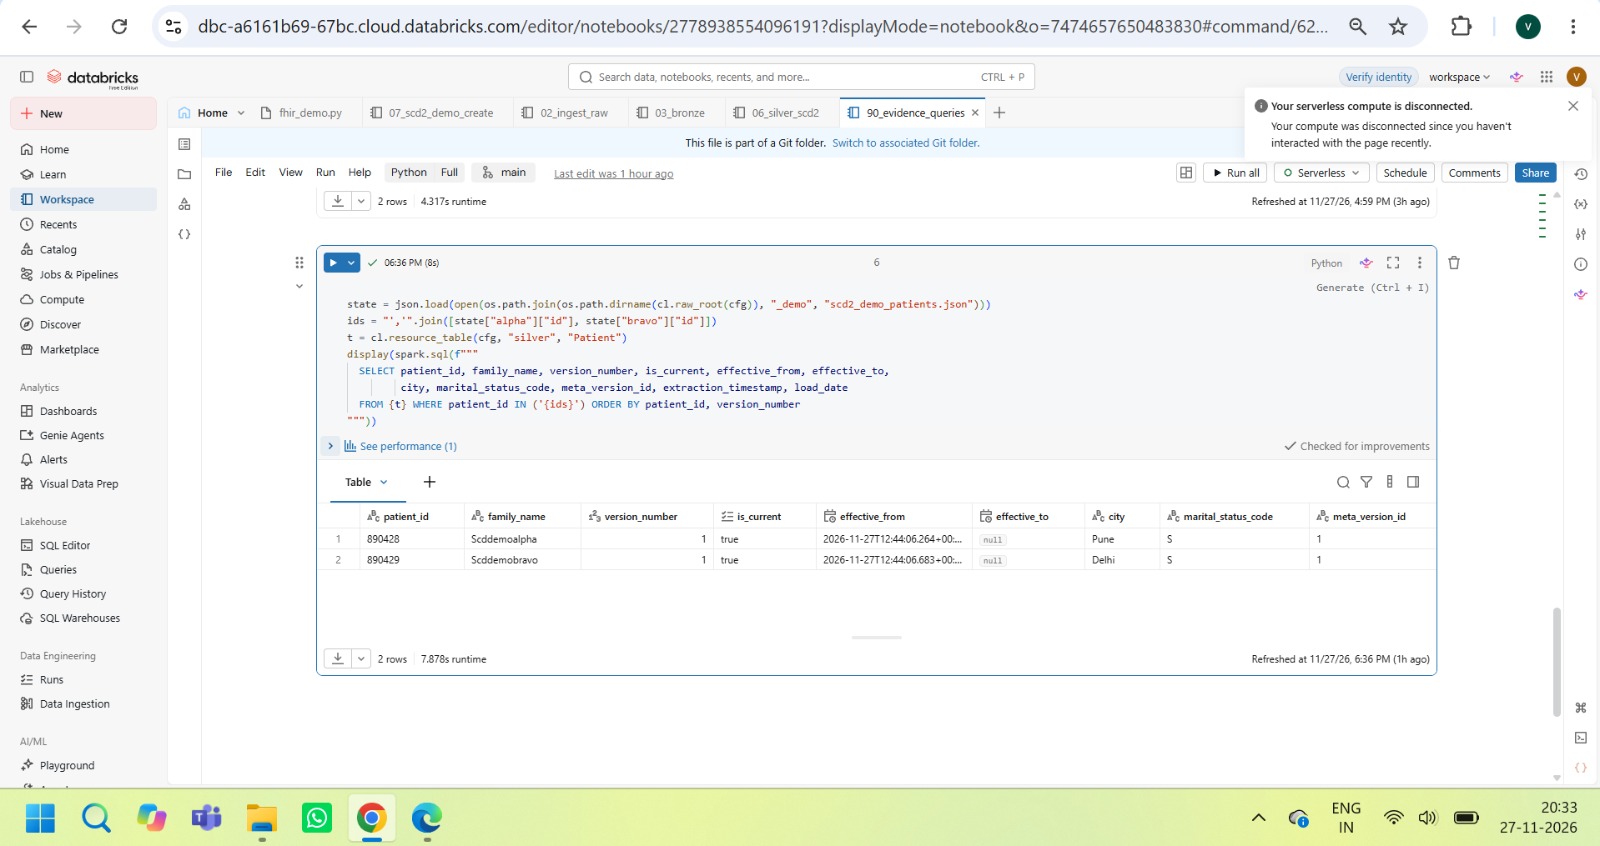 dbc-a6161b69-67bc.cloud.databricks.com/editor/notebooks/2778938554096191?displayMode=notebook&o=7474657650483830#command/62...
V
databricks
Free Edition
Search data, notebooks, recents, and more...
CTRL + P
Verify identity
workspace
V
New
Home
Learn
Workspace
Recents
Catalog
Jobs & Pipelines
Compute
Discover
Marketplace
Analytics
Dashboards
Genie Agents
Alerts
Visual Data Prep
Lakehouse
SQL Editor
Queries
Query History
SQL Warehouses
Data Engineering
Runs
Data Ingestion
AI/ML
Playground
Home
fhir_demo.py
07_scd2_demo_create
02_ingest_raw
03_bronze
06_silver_scd2
90_evidence_queries
Your serverless compute is disconnected.
Your compute was disconnected since you haven't
interacted with the page recently.
This file is part of a Git folder. Switch to associated Git folder.
File Edit View Run Help Python Full main Last edit was 1 hour ago
Run all Serverless Schedule Comments Share
2 rows 4.317s runtime
Refreshed at 11/27/26, 4:59 PM (3h ago)
06:36 PM (8s)
6
Python
Generate (Ctrl + I)
state = json.load(open(os.path.join(os.path.dirname(cl.raw_root(cfg)), "_demo", "scd2_demo_patients.json")))
ids = "','".join([state["alpha"]["id"], state["bravo"]["id"]])
t = cl.resource_table(cfg, "silver", "Patient")
display(spark.sql(f"""
SELECT patient_id, family_name, version_number, is_current, effective_from, effective_to,
city, marital_status_code, meta_version_id, extraction_timestamp, load_date
FROM {t} WHERE patient_id IN ('{ids}') ORDER BY patient_id, version_number
"""))
See performance (1)
Checked for improvements
Table
patient_id family_name version_number is_current effective_from effective_to city marital_status_code meta_version_id
1 890428 Scddemoalpha 1 true 2026-11-27T12:44:06.264+00:... null Pune S 1
2 890429 Scddemobravo 1 true 2026-11-27T12:44:06.683+00:... null Delhi S 1
2 rows 7.878s runtime
Refreshed at 11/27/26, 6:36 PM (1h ago)
ENG
IN
20:33
27-11-2026